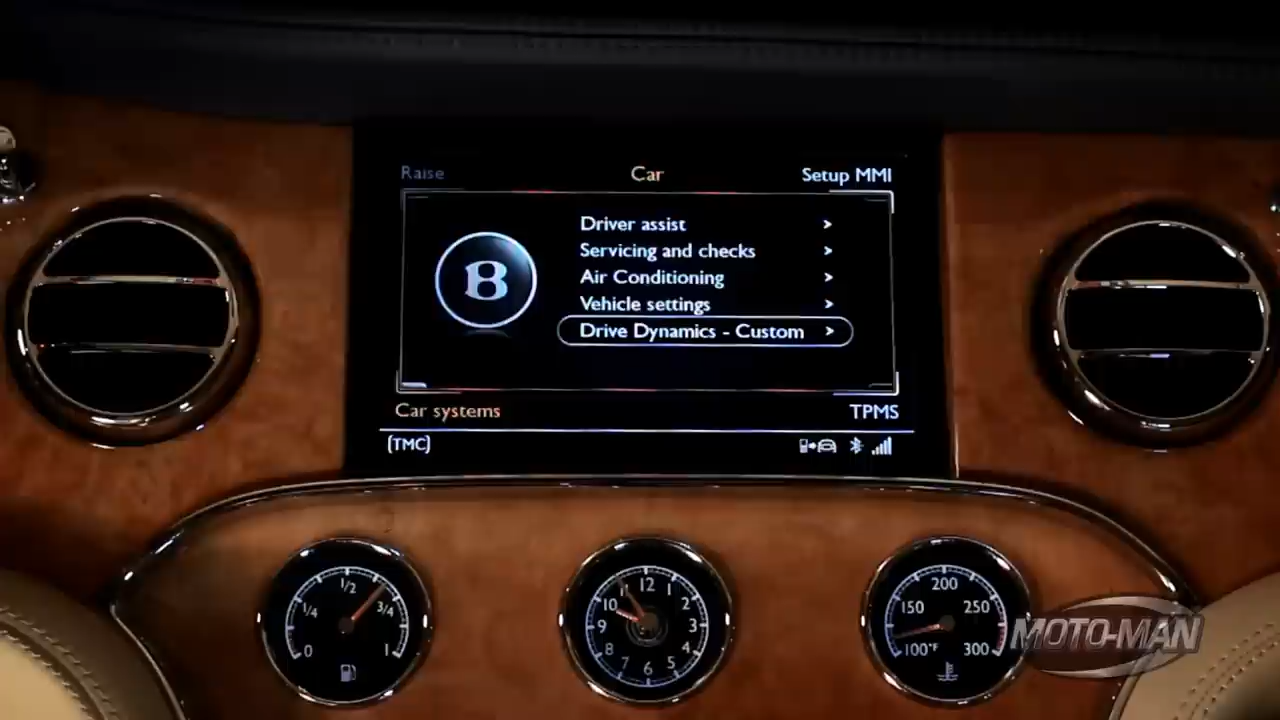 Raise Car Setup MMI
Driver assist >
Servicing and checks >
Air Conditioning >
Vehicle settings >
Drive Dynamics - Custom >
B
Car systems TPMS
[TMC]
0 1/4 1/2 3/4 1
12 1 2 3 4 5 6 7 8 9 10 11
100°F 150 200 250 300
MOTO-MAN